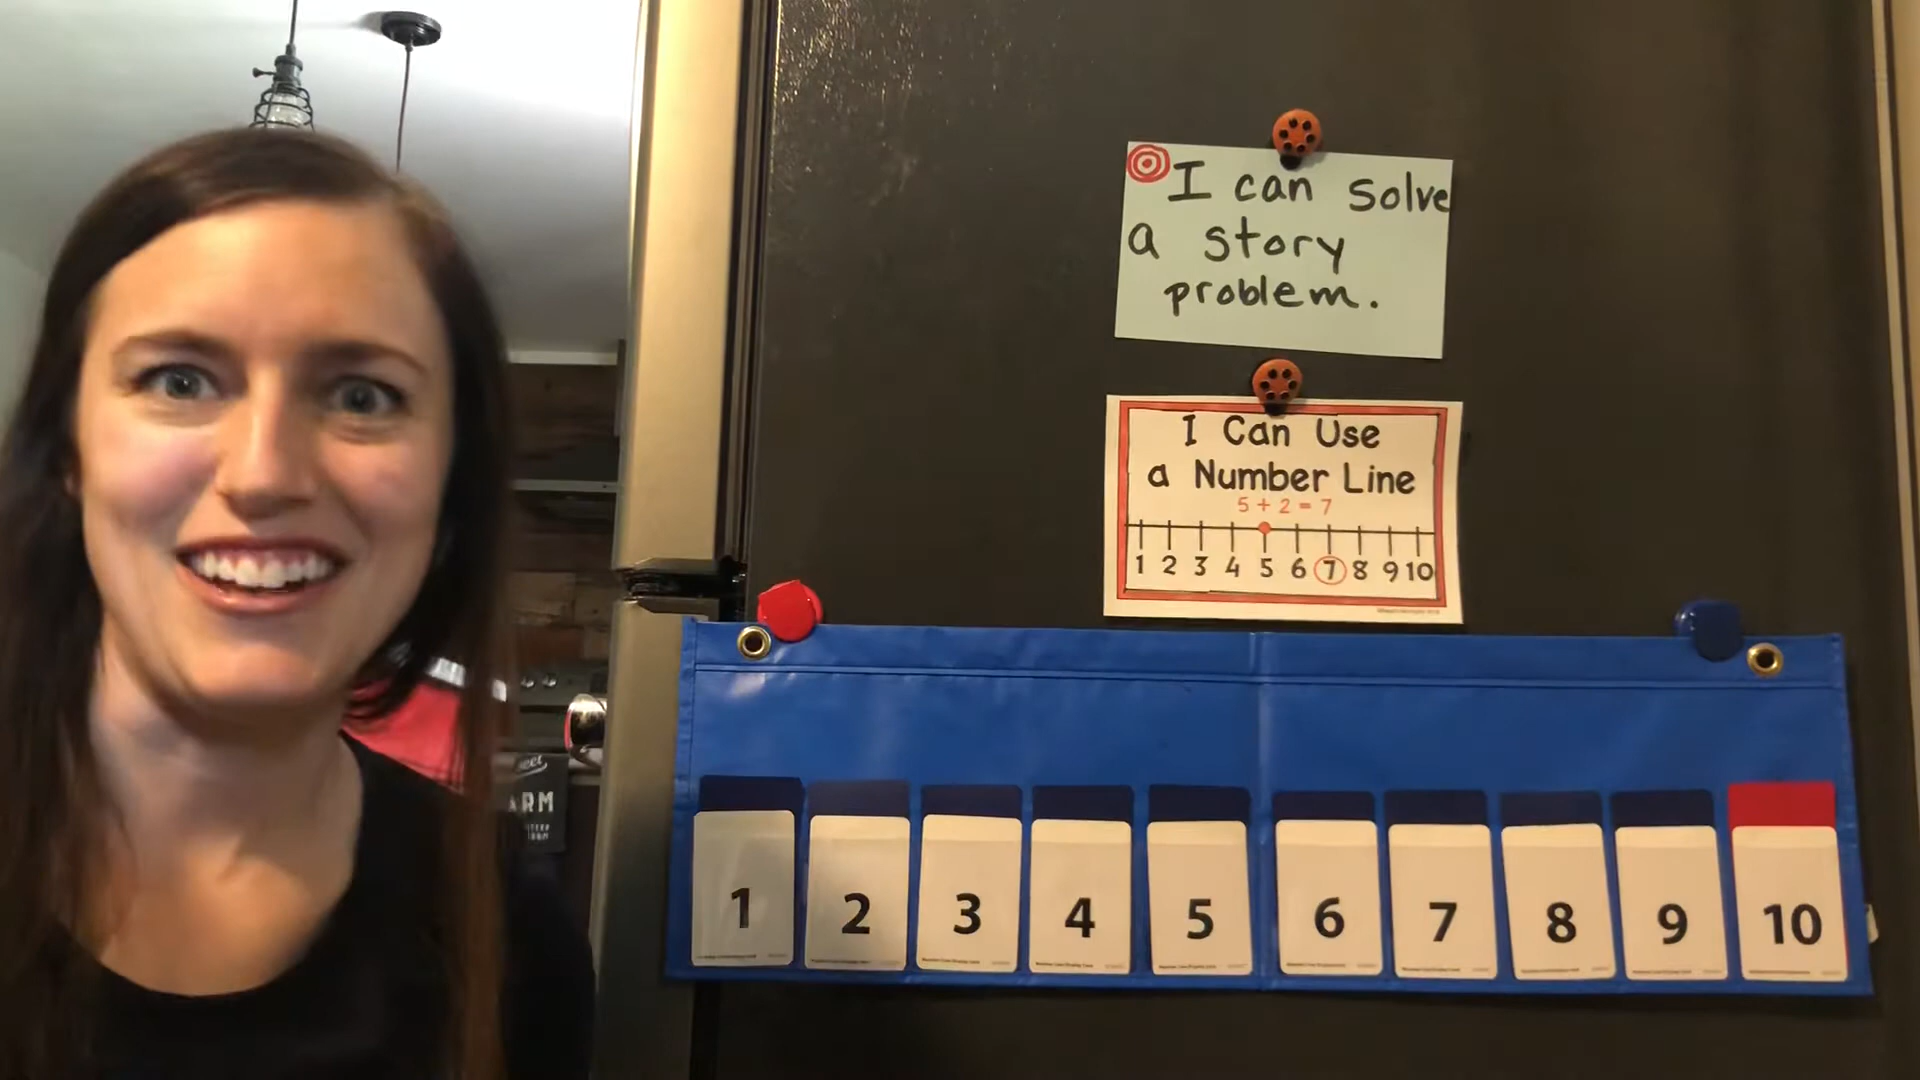 I can solve
a story
problem.
I Can Use
a Number Line
5 + 2 = 7
1 2 3 4 5 6 7 8 9 10
1 2 3 4 5 6 7 8 9 10
ARM